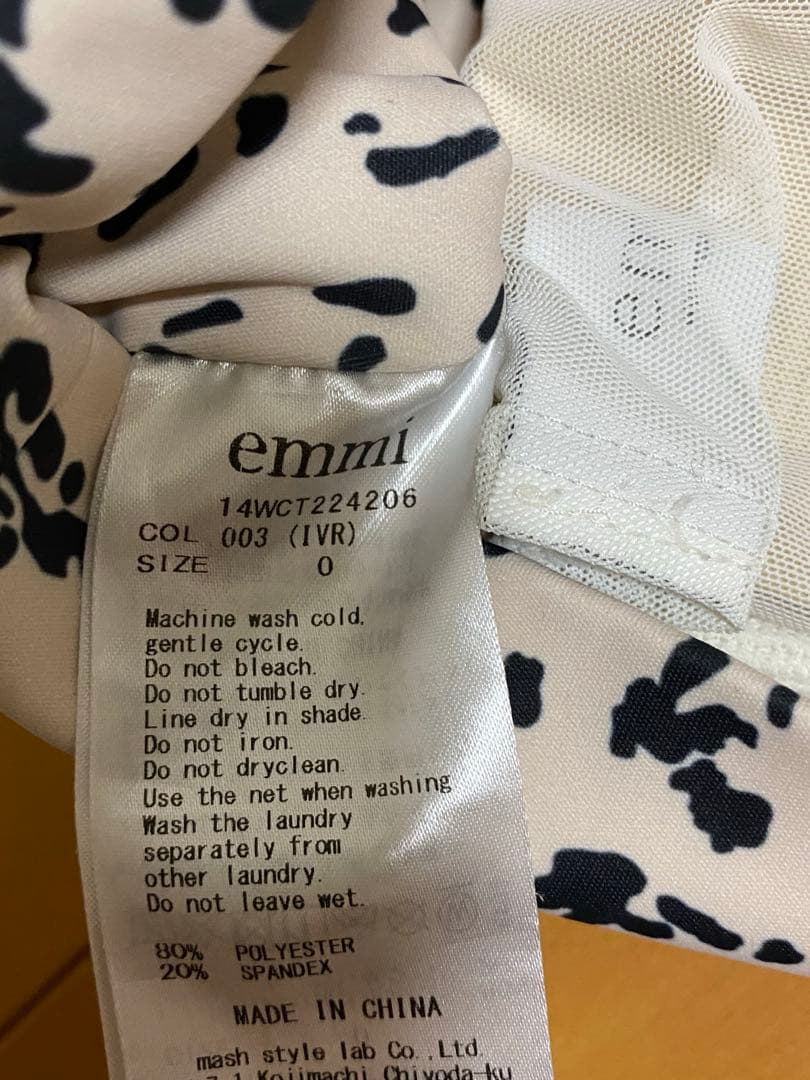 emmi
14WCT224206
COL 003 (IVR)
SIZE 0
Machine wash cold.
gentle cycle.
Do not bleach.
Do not tumble dry.
Line dry in shade.
Do not iron.
Do not dryclean.
Use the net when washing
Wash the laundry
separately from
other laundry.
Do not leave wet.
80% POLYESTER
20% SPANDEX
MADE IN CHINA
mash style lab Co.,Ltd.
Kojimachi Chiyoda-ku